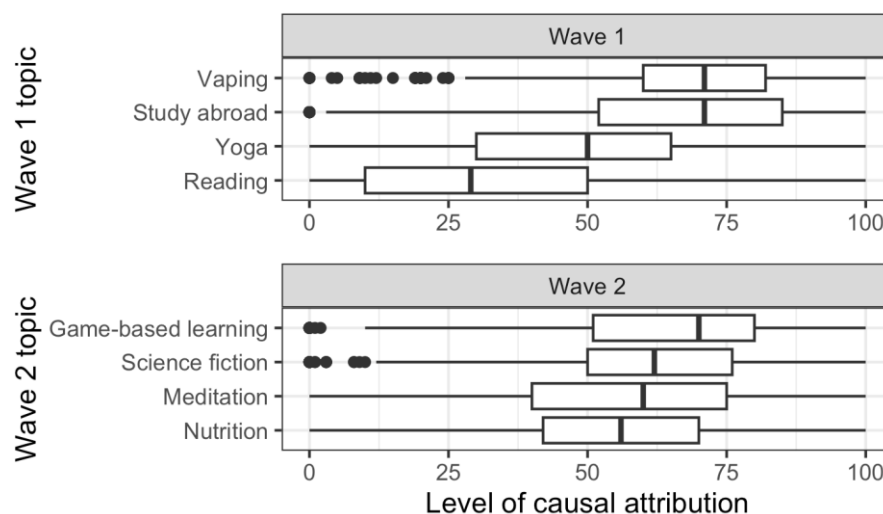 Wave 1
Wave 1 topic
Vaping
Study abroad
Yoga
Reading
0 25 50 75 100
Wave 2
Wave 2 topic
Game-based learning
Science fiction
Meditation
Nutrition
0 25 50 75 100
Level of causal attribution